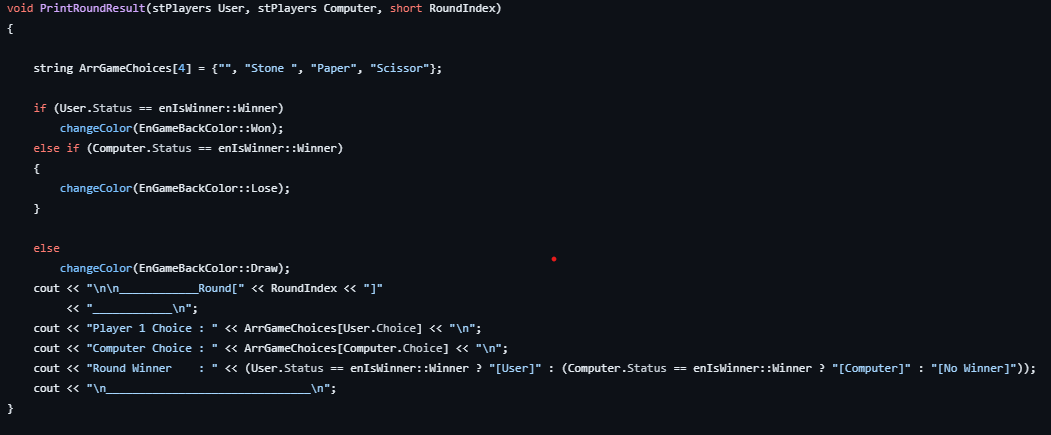 void PrintRoundResult(stPlayers User, stPlayers Computer, short RoundIndex)
{
string ArrGameChoices[4] = {"", "Stone ", "Paper", "Scissor"};
if (User.Status == enIsWinner::Winner)
changeColor(EnGameBackColor::Won);
else if (Computer.Status == enIsWinner::Winner)
{
changeColor(EnGameBackColor::Lose);
}
else
changeColor(EnGameBackColor::Draw);
cout << "\n\n____________Round[" << RoundIndex << "]"
<< "____________\n";
cout << "Player 1 Choice : " << ArrGameChoices[User.Choice] << "\n";
cout << "Computer Choice : " << ArrGameChoices[Computer.Choice] << "\n";
cout << "Round Winner    : " << (User.Status == enIsWinner::Winner ? "[User]" : (Computer.Status == enIsWinner::Winner ? "[Computer]" : "[No Winner]"));
cout << "\n_______________________________\n";
}